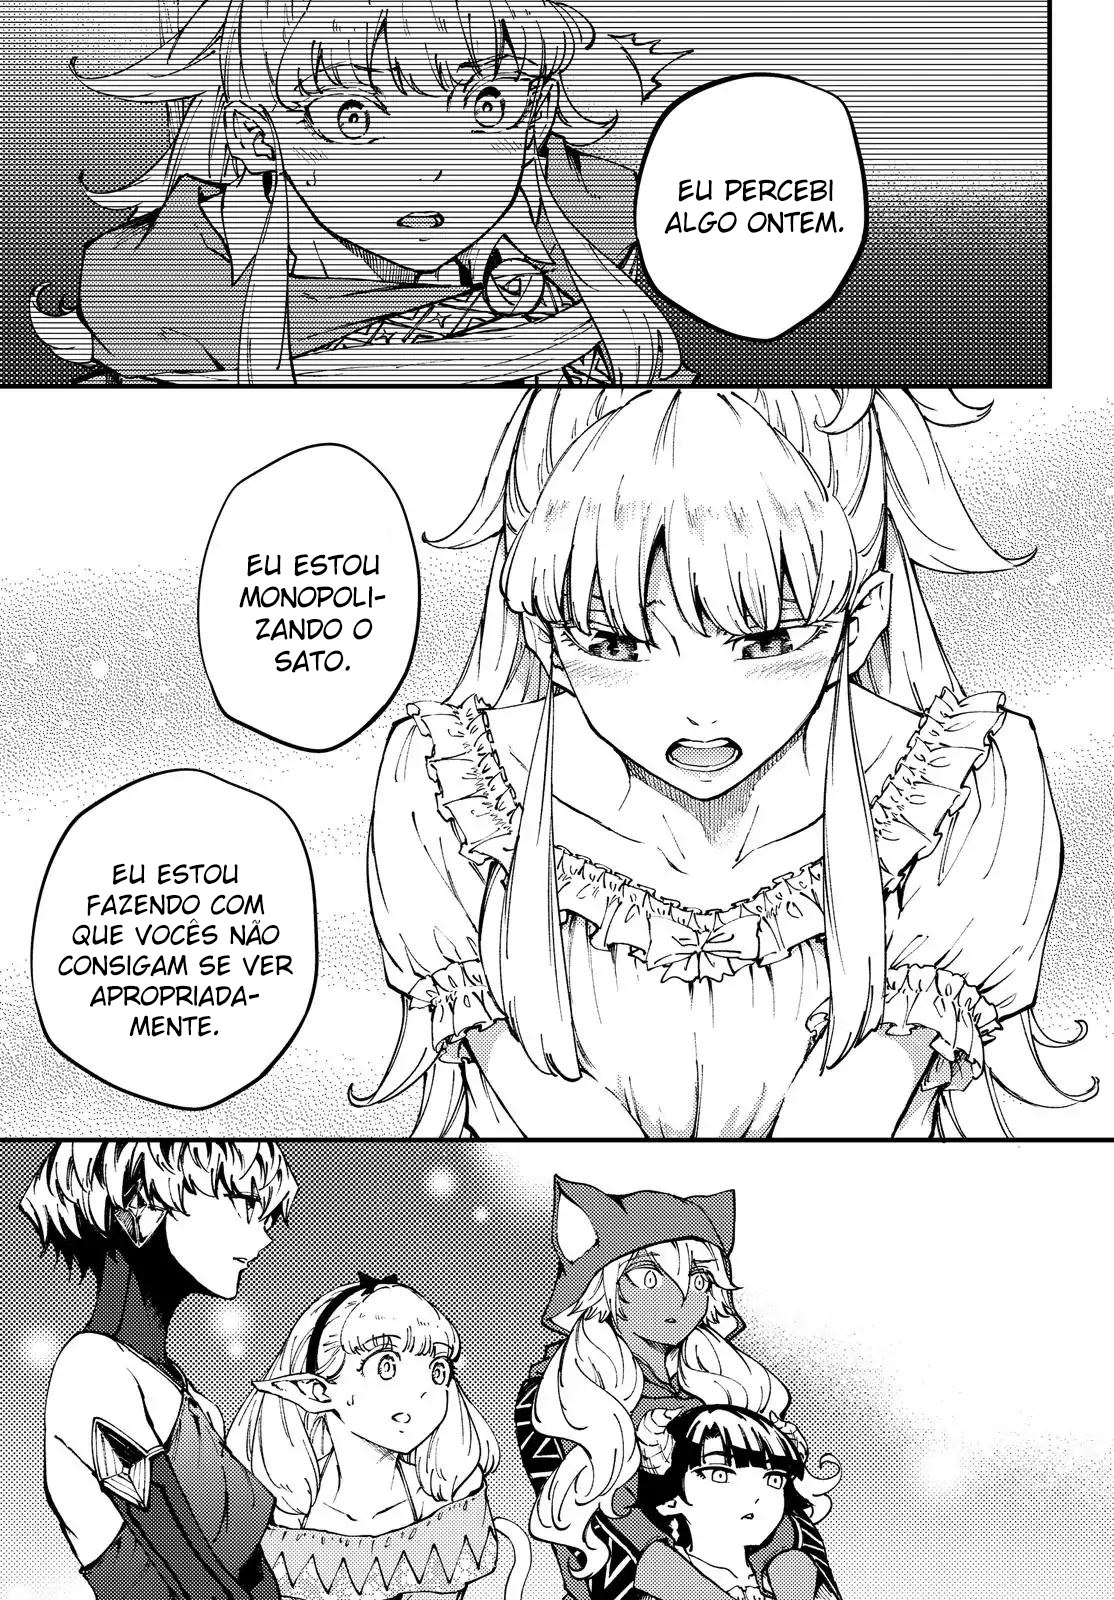 EU PERCEBI
ALGO ONTEM.
EU ESTOU
MONOPOLI-
ZANDO O
SATO.
EU ESTOU
FAZENDO COM
QUE VOCÊS NÃO
CONSIGAM SE VER
APROPRIADA-
MENTE.